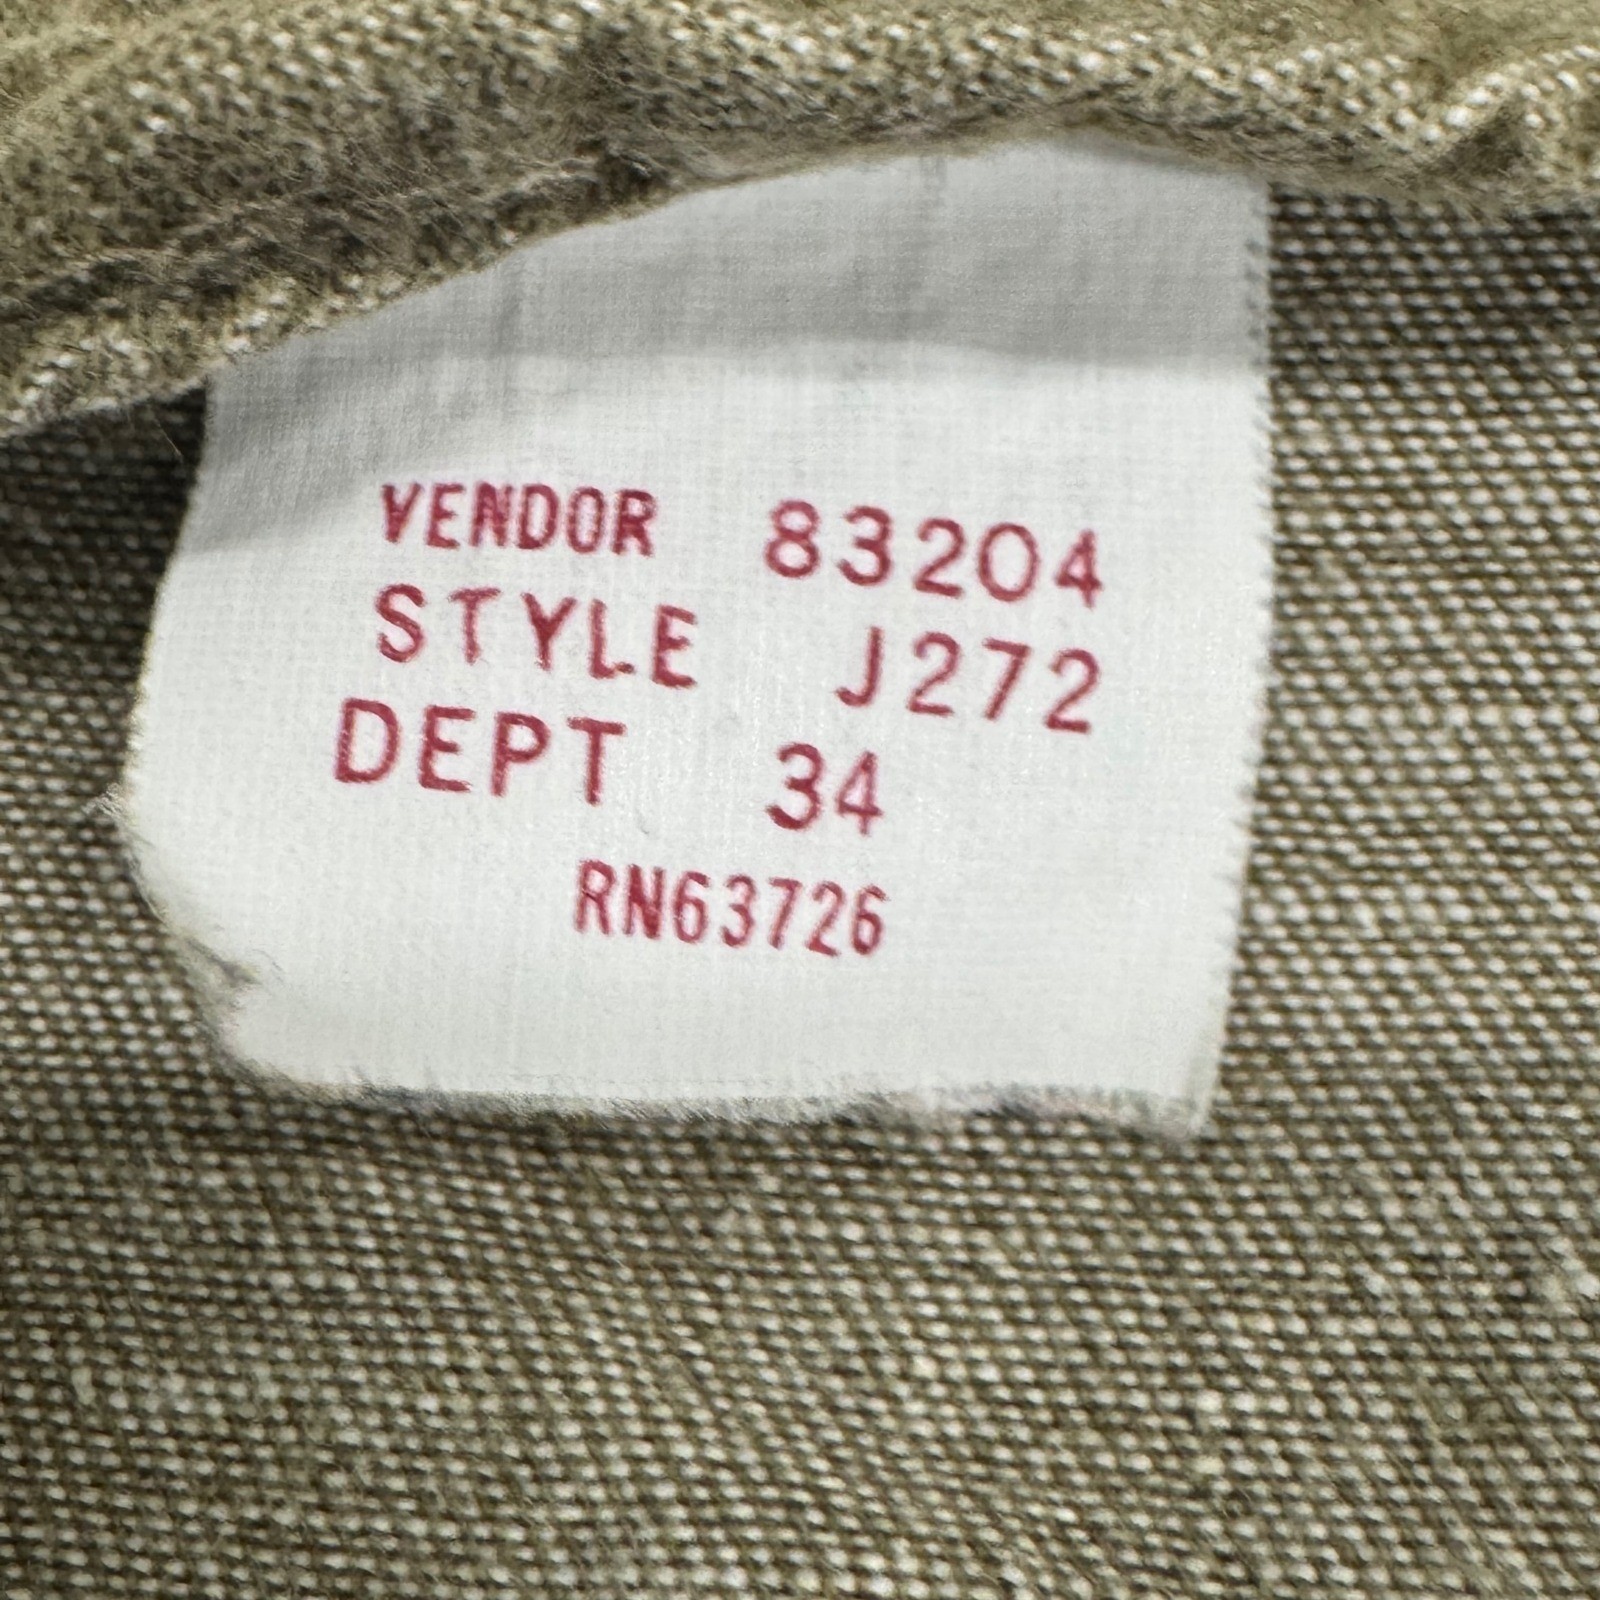 VENDOR 83204
STYLE J272
DEPT 34
RN63726